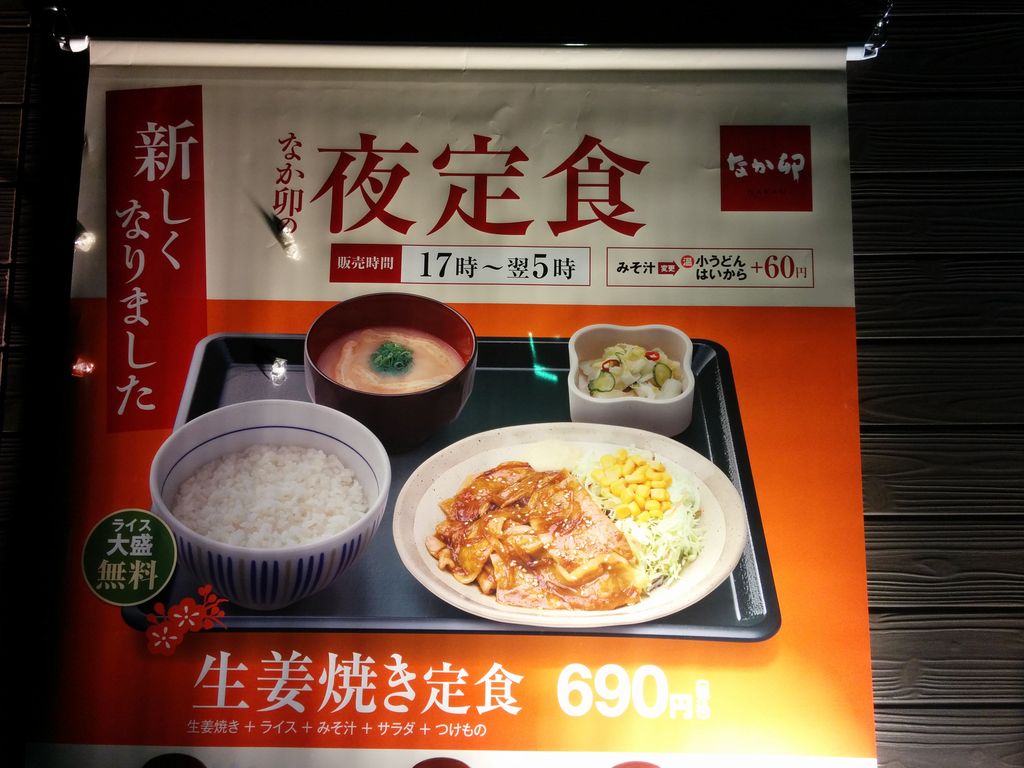 新しく
なりました
なか卯の
夜定食
なか卯
販売時間 17時～翌5時
みそ汁 変更 温 小うどん
はいから +60円
ライス
大盛
無料
生姜焼き定食 690円
生姜焼き + ライス + みそ汁 + サラダ + つけもの